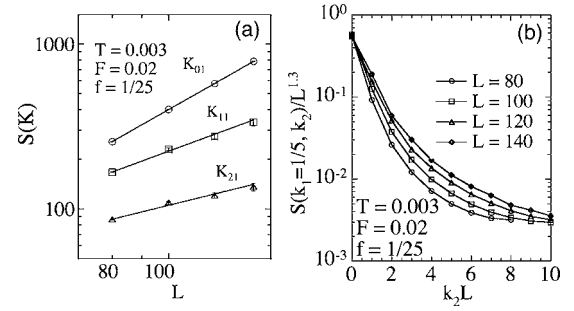 (a)
1000
100
S(K)
T = 0.003
F = 0.02
f = 1/25
K01
K11
K21
80
100
L
(b)
10^0
10^-1
10^-2
10^-3
S(k1=1/5, k2)/L^1.3
L = 80
L = 100
L = 120
L = 140
T = 0.003
F = 0.02
f = 1/25
0 2 4 6 8 10
k2L